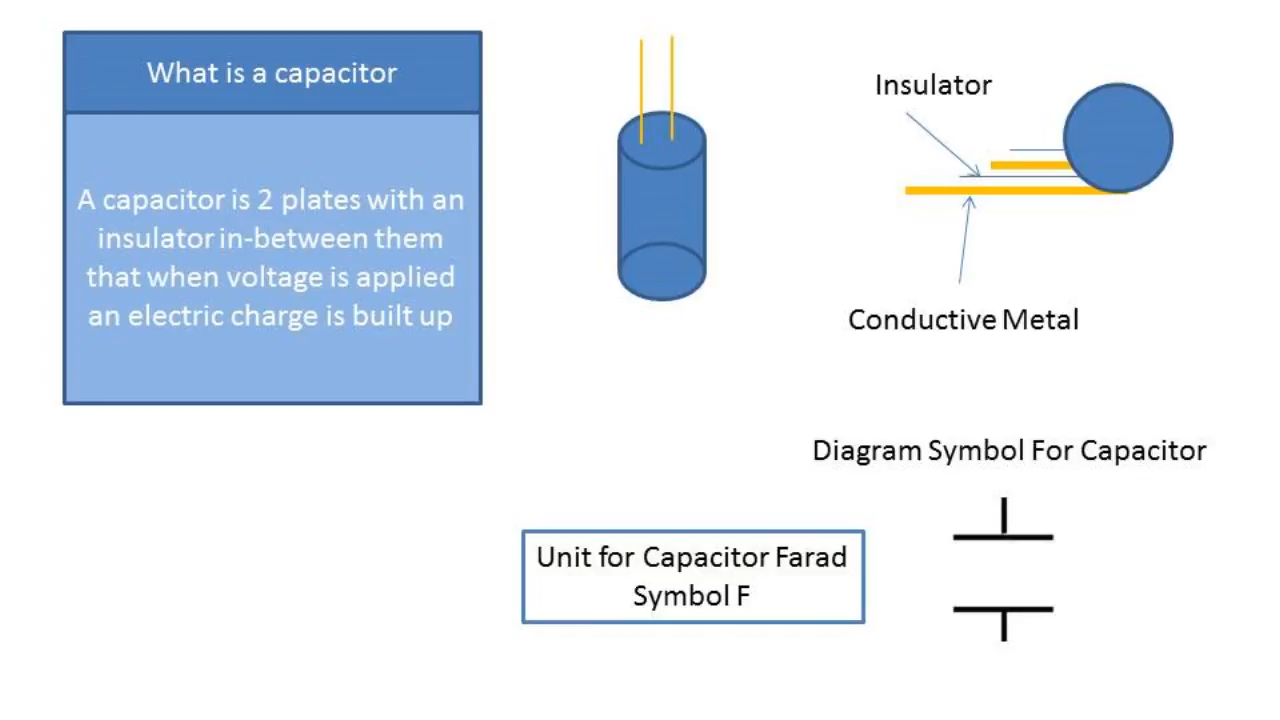 What is a capacitor
A capacitor is 2 plates with an
insulator in-between them
that when voltage is applied
an electric charge is built up
Insulator
Conductive Metal
Diagram Symbol For Capacitor
Unit for Capacitor Farad
Symbol F